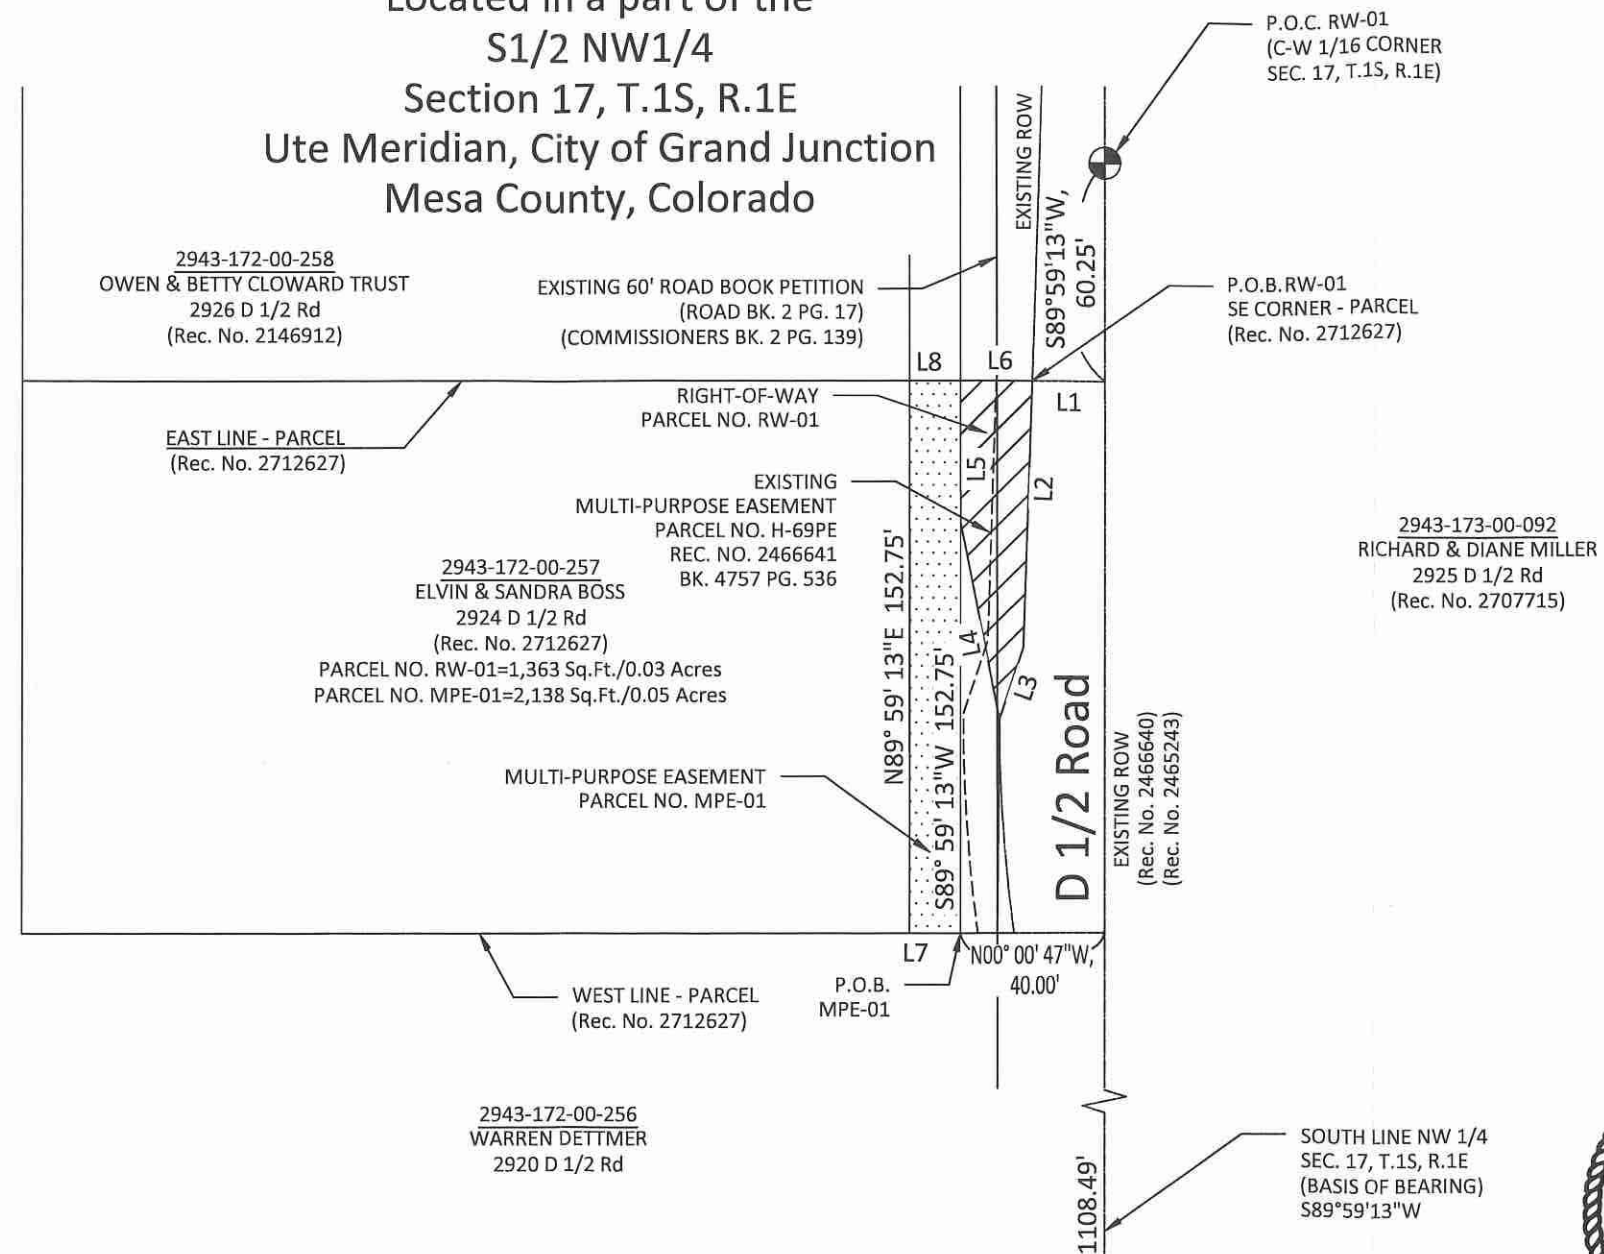 Located in a part of the
S1/2 NW1/4
Section 17, T.1S, R.1E
Ute Meridian, City of Grand Junction
Mesa County, Colorado
P.O.C. RW-01
(C-W 1/16 CORNER
SEC. 17, T.1S, R.1E)
EXISTING ROW
S89°59'13"W,
60.25'
2943-172-00-258
OWEN & BETTY CLOWARD TRUST
2926 D 1/2 Rd
(Rec. No. 2146912)
EXISTING 60' ROAD BOOK PETITION
(ROAD BK. 2 PG. 17)
(COMMISSIONERS BK. 2 PG. 139)
P.O.B.RW-01
SE CORNER - PARCEL
(Rec. No. 2712627)
L8
L6
L1
RIGHT-OF-WAY
PARCEL NO. RW-01
EAST LINE - PARCEL
(Rec. No. 2712627)
L5
L2
EXISTING
MULTI-PURPOSE EASEMENT
PARCEL NO. H-69PE
REC. NO. 2466641
BK. 4757 PG. 536
2943-173-00-092
RICHARD & DIANE MILLER
2925 D 1/2 Rd
(Rec. No. 2707715)
2943-172-00-257
ELVIN & SANDRA BOSS
2924 D 1/2 Rd
(Rec. No. 2712627)
PARCEL NO. RW-01=1,363 Sq.Ft./0.03 Acres
PARCEL NO. MPE-01=2,138 Sq.Ft./0.05 Acres
N89° 59' 13"E 152.75'
S89° 59' 13"W 152.75'
L4
L3
D 1/2 Road
EXISTING ROW
(Rec. No. 2466640)
(Rec. No. 2465243)
MULTI-PURPOSE EASEMENT
PARCEL NO. MPE-01
L7
N00° 00' 47"W,
40.00'
P.O.B.
MPE-01
WEST LINE - PARCEL
(Rec. No. 2712627)
2943-172-00-256
WARREN DETTMER
2920 D 1/2 Rd
1108.49'
SOUTH LINE NW 1/4
SEC. 17, T.1S, R.1E
(BASIS OF BEARING)
S89°59'13"W